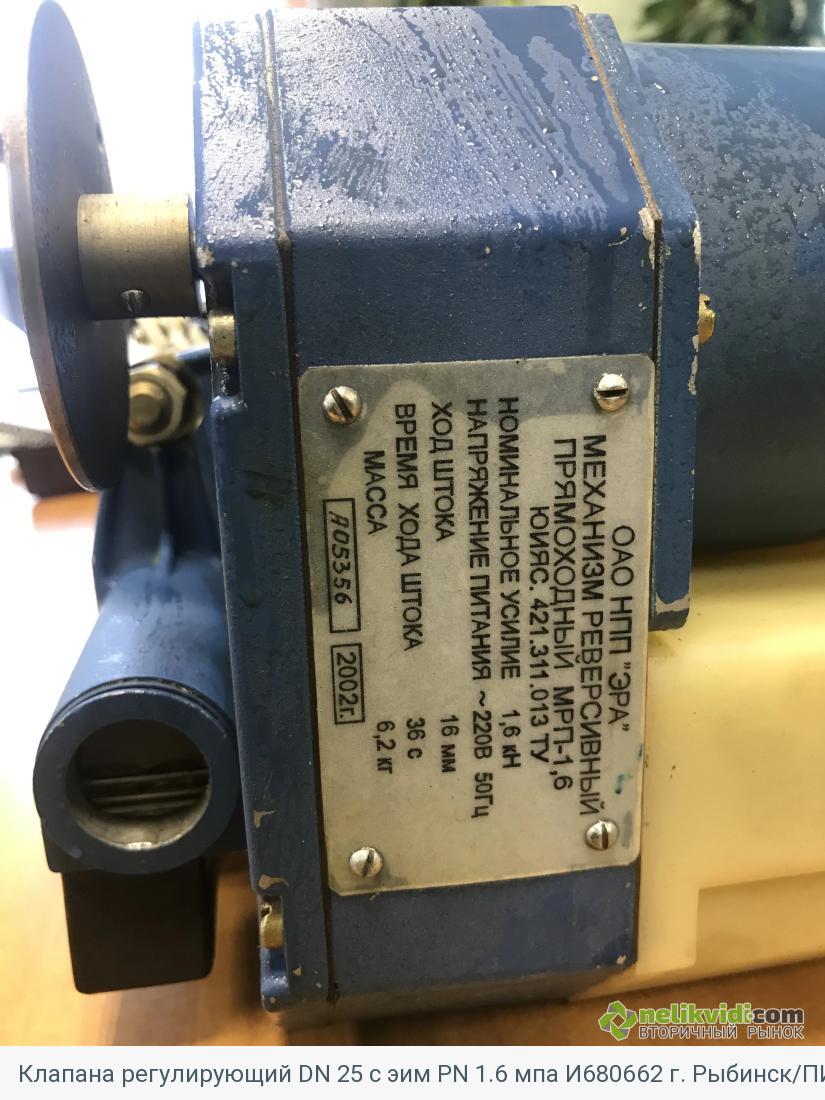 ОАО НПП "ЭРА"
МЕХАНИЗМ РЕВЕРСИВНЫЙ
ПРЯМОХОДНЫЙ МРП-1,6
ЮИЯС. 421.311.013 ТУ
НОМИНАЛЬНОЕ УСИЛИЕ 1,6 кН
НАПРЯЖЕНИЕ ПИТАНИЯ ~220В 50Гц
ХОД ШТОКА 16 мм
ВРЕМЯ ХОДА ШТОКА 36 с
МАССА 6,2 кг
А05356 2002г.
nelikvidi.com
ВТОРИЧНЫЙ РЫНОК
Клапана регулирующий DN 25 с эим PN 1.6 мпа И680662 г. Рыбинск/ПИ